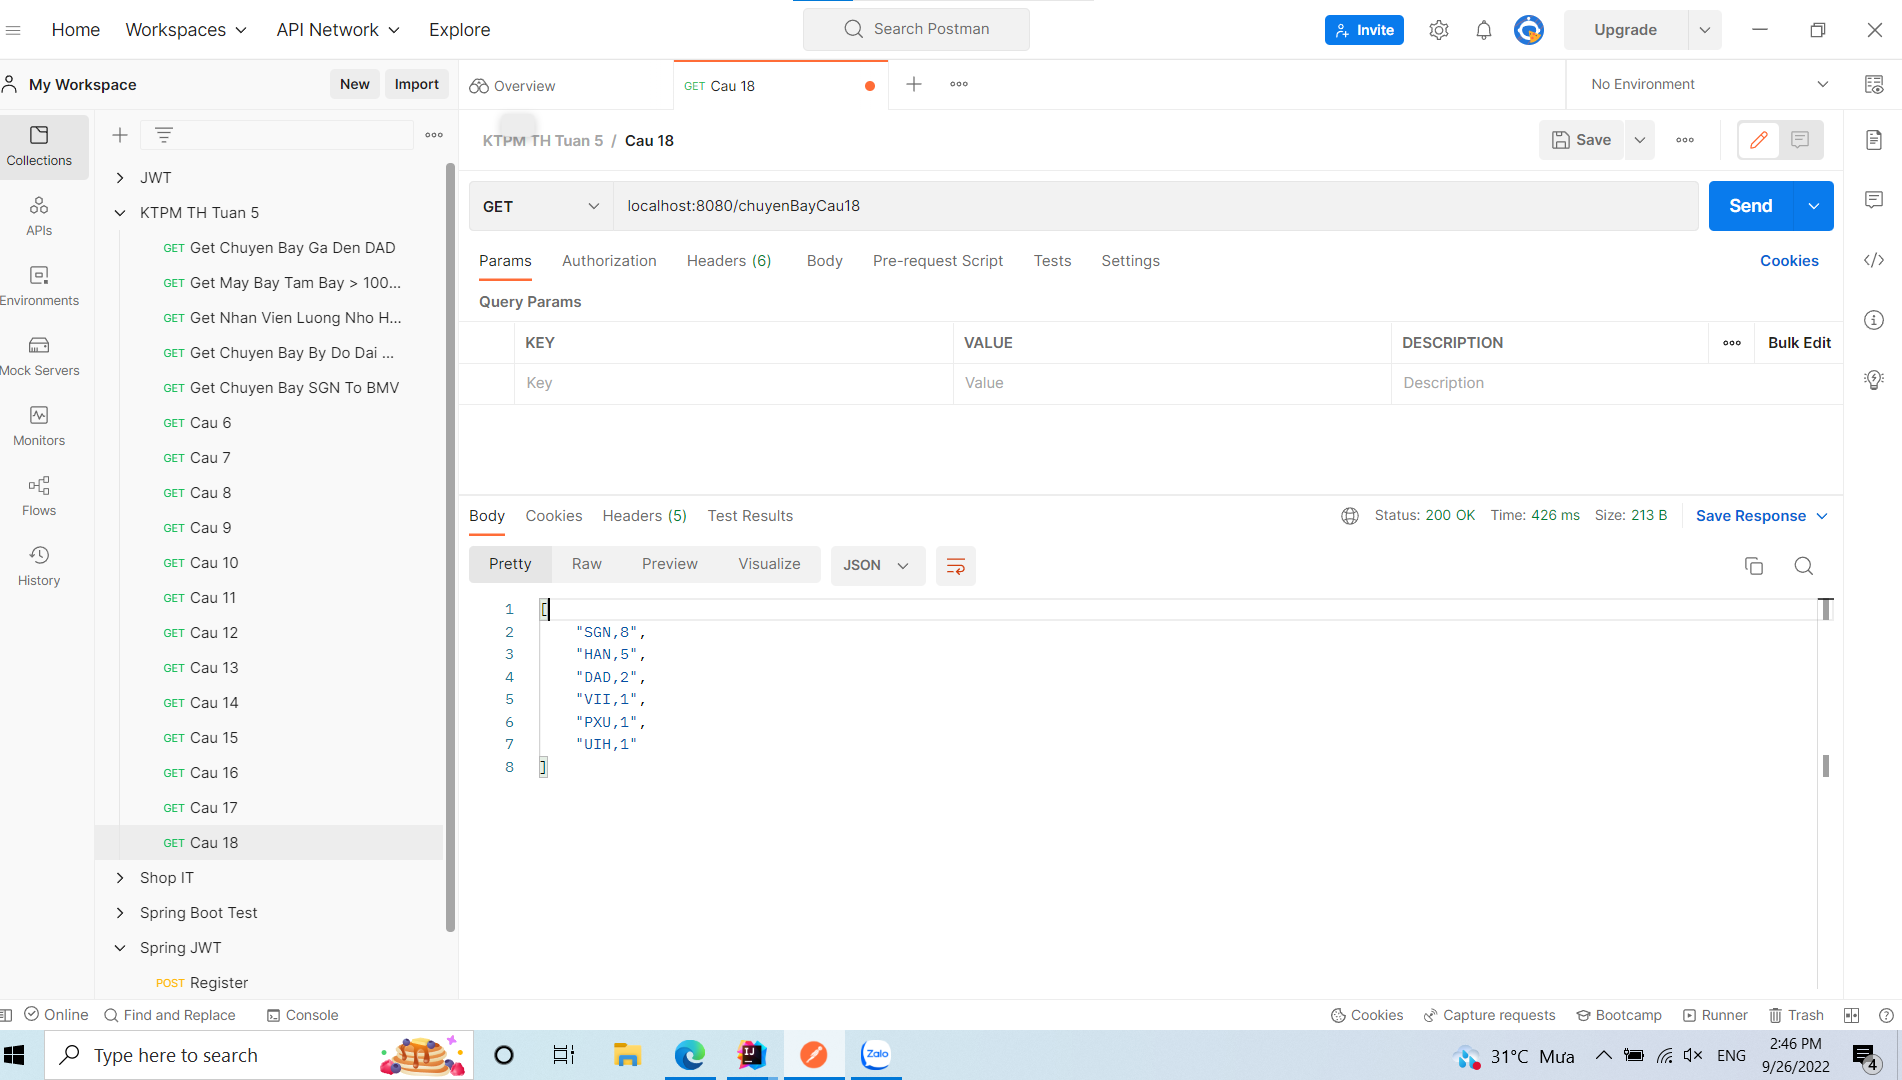 Home
Workspaces
API Network
Explore
Search Postman
Invite
Upgrade
My Workspace
New
Import
Overview
GET Cau 18
No Environment
KTPM TH Tuan 5 / Cau 18
Save
Collections
APIs
Environments
Mock Servers
Monitors
Flows
History
JWT
KTPM TH Tuan 5
GET Get Chuyen Bay Ga Den DAD
GET Get May Bay Tam Bay > 100...
GET Get Nhan Vien Luong Nho H...
GET Get Chuyen Bay By Do Dai ...
GET Get Chuyen Bay SGN To BMV
GET Cau 6
GET Cau 7
GET Cau 8
GET Cau 9
GET Cau 10
GET Cau 11
GET Cau 12
GET Cau 13
GET Cau 14
GET Cau 15
GET Cau 16
GET Cau 17
GET Cau 18
Shop IT
Spring Boot Test
Spring JWT
POST Register
GET
localhost:8080/chuyenBayCau18
Send
Params
Authorization
Headers (6)
Body
Pre-request Script
Tests
Settings
Cookies
Query Params
KEY
VALUE
DESCRIPTION
Bulk Edit
Key
Value
Description
Body
Cookies
Headers (5)
Test Results
Status: 200 OK
Time: 426 ms
Size: 213 B
Save Response
Pretty
Raw
Preview
Visualize
JSON
1 [
2 "SGN,8",
3 "HAN,5",
4 "DAD,2",
5 "VII,1",
6 "PXU,1",
7 "UIH,1"
8 ]
Online
Find and Replace
Console
Cookies
Capture requests
Bootcamp
Runner
Trash
Type here to search
IJ
Zalo
31°C Mưa
ENG
2:46 PM
9/26/2022
4